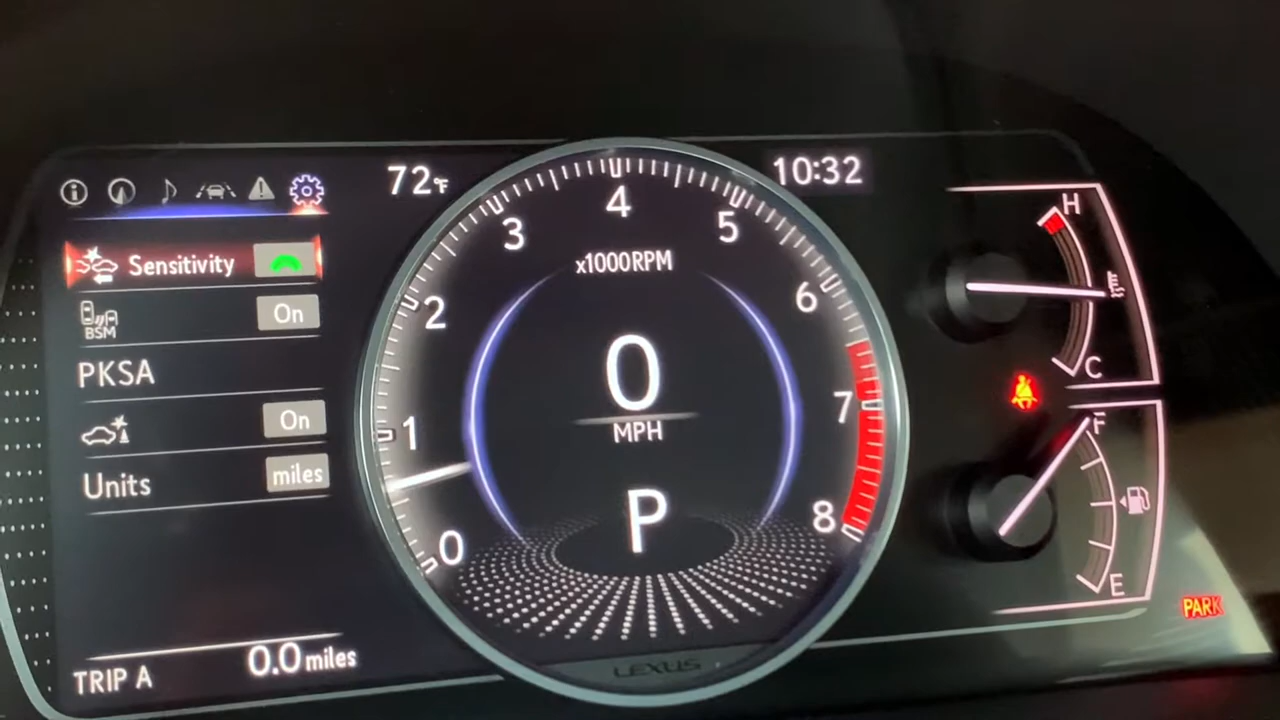 72°F
10:32
Sensitivity
BSM
On
PKSA
On
Units miles
TRIP A 0.0 miles
0
1
2
3
4
5
6
7
8
x1000RPM
0
MPH
P
LEXUS
H
C
F
E
PARK